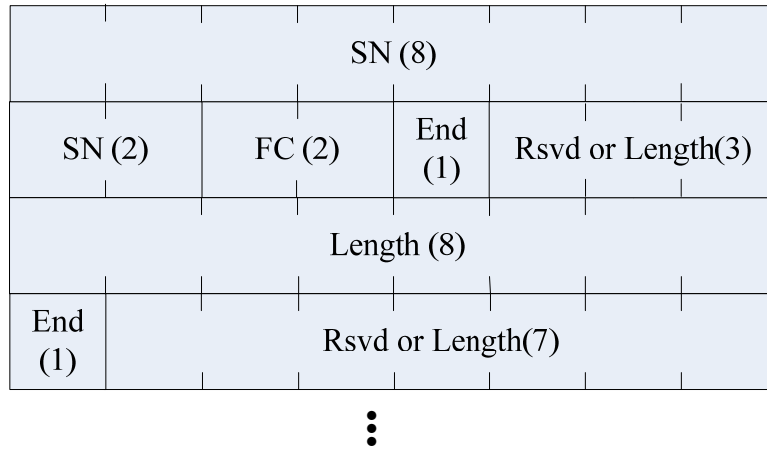 SN (8)
SN (2) FC (2) End (1) Rsvd or Length(3)
Length (8)
End (1) Rsvd or Length(7)